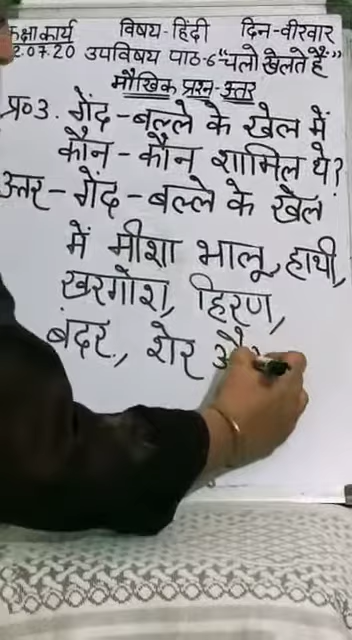 कक्षाकार्य विषय-हिंदी दिन-वीरवार
2.07.20 उपविषय पाठ-6 "चलो खेलते हैं"
मौखिक प्रश्न-उत्तर
प्र०3. गेंद-बल्ले के खेल में
कौन-कौन शामिल थे?
उत्तर- गेंद-बल्ले के खेल
में मीशा भालू, हाथी,
खरगोश, हिरण,
बंदर, शेर